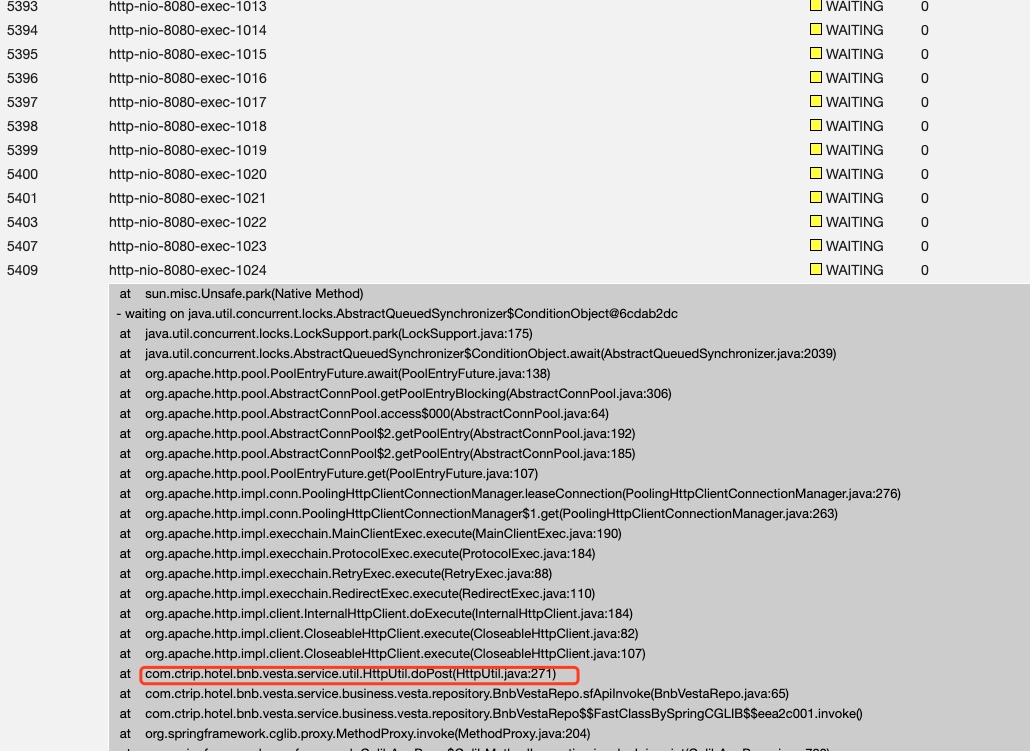 5393 http-nio-8080-exec-1013 WAITING 0
5394 http-nio-8080-exec-1014 WAITING 0
5395 http-nio-8080-exec-1015 WAITING 0
5396 http-nio-8080-exec-1016 WAITING 0
5397 http-nio-8080-exec-1017 WAITING 0
5398 http-nio-8080-exec-1018 WAITING 0
5399 http-nio-8080-exec-1019 WAITING 0
5400 http-nio-8080-exec-1020 WAITING 0
5401 http-nio-8080-exec-1021 WAITING 0
5403 http-nio-8080-exec-1022 WAITING 0
5407 http-nio-8080-exec-1023 WAITING 0
5409 http-nio-8080-exec-1024 WAITING 0
at sun.misc.Unsafe.park(Native Method)
- waiting on java.util.concurrent.locks.AbstractQueuedSynchronizer$ConditionObject@6cdab2dc
at java.util.concurrent.locks.LockSupport.park(LockSupport.java:175)
at java.util.concurrent.locks.AbstractQueuedSynchronizer$ConditionObject.await(AbstractQueuedSynchronizer.java:2039)
at org.apache.http.pool.PoolEntryFuture.await(PoolEntryFuture.java:138)
at org.apache.http.pool.AbstractConnPool.getPoolEntryBlocking(AbstractConnPool.java:306)
at org.apache.http.pool.AbstractConnPool.access$000(AbstractConnPool.java:64)
at org.apache.http.pool.AbstractConnPool$2.getPoolEntry(AbstractConnPool.java:192)
at org.apache.http.pool.AbstractConnPool$2.getPoolEntry(AbstractConnPool.java:185)
at org.apache.http.pool.PoolEntryFuture.get(PoolEntryFuture.java:107)
at org.apache.http.impl.conn.PoolingHttpClientConnectionManager.leaseConnection(PoolingHttpClientConnectionManager.java:276)
at org.apache.http.impl.conn.PoolingHttpClientConnectionManager$1.get(PoolingHttpClientConnectionManager.java:263)
at org.apache.http.impl.execchain.MainClientExec.execute(MainClientExec.java:190)
at org.apache.http.impl.execchain.ProtocolExec.execute(ProtocolExec.java:184)
at org.apache.http.impl.execchain.RetryExec.execute(RetryExec.java:88)
at org.apache.http.impl.execchain.RedirectExec.execute(RedirectExec.java:110)
at org.apache.http.impl.client.InternalHttpClient.doExecute(InternalHttpClient.java:184)
at org.apache.http.impl.client.CloseableHttpClient.execute(CloseableHttpClient.java:82)
at org.apache.http.impl.client.CloseableHttpClient.execute(CloseableHttpClient.java:107)
at com.ctrip.hotel.bnb.vesta.service.util.HttpUtil.doPost(HttpUtil.java:271)
at com.ctrip.hotel.bnb.vesta.service.business.vesta.repository.BnbVestaRepo.sfApiInvoke(BnbVestaRepo.java:65)
at com.ctrip.hotel.bnb.vesta.service.business.vesta.repository.BnbVestaRepo$$FastClassBySpringCGLIB$$eea2c001.invoke()
at org.springframework.cglib.proxy.MethodProxy.invoke(MethodProxy.java:204)